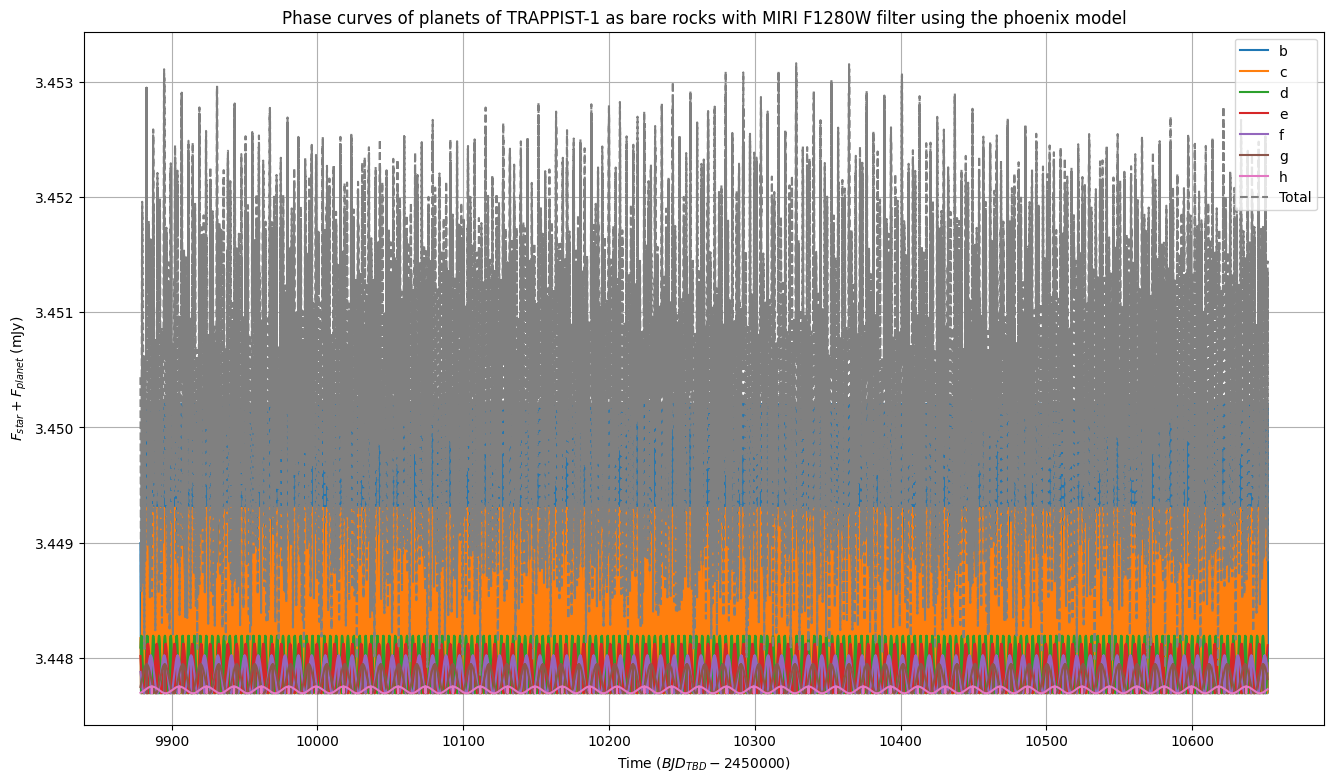 Phase curves of planets of TRAPPIST-1 as bare rocks with MIRI F1280W filter using the phoenix model
b
c
d
e
f
g
h
Total
3.453
3.452
3.451
3.450
3.449
3.448
F_{star} + F_{planet} (mJy)
9900 10000 10100 10200 10300 10400 10500 10600
Time (BJD_{TBD} − 2450000)